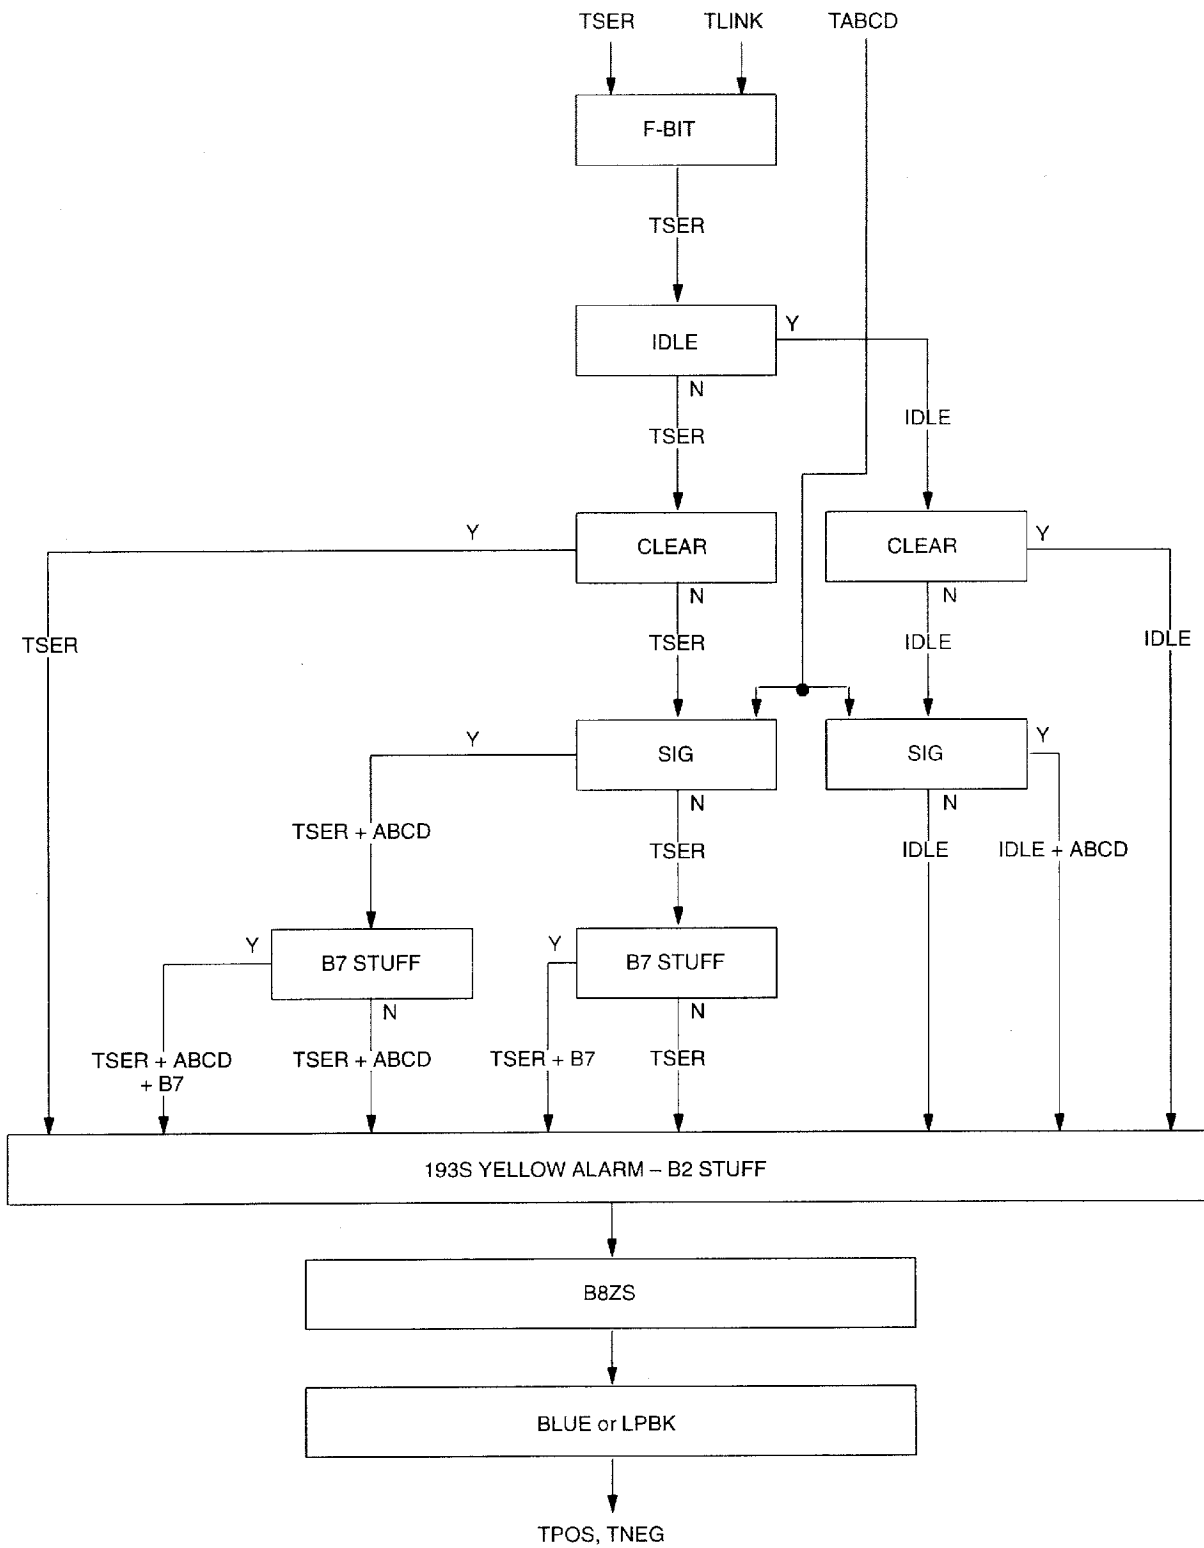 TSER TLINK TABCD
F-BIT
TSER
IDLE Y
N
IDLE
TSER
Y CLEAR CLEAR Y
N N
TSER TSER IDLE IDLE
Y SIG SIG Y
N N
TSER + ABCD TSER IDLE IDLE + ABCD
Y B7 STUFF Y B7 STUFF
N N
TSER + ABCD TSER + ABCD TSER + B7 TSER
+ B7
193S YELLOW ALARM – B2 STUFF
B8ZS
BLUE or LPBK
TPOS, TNEG